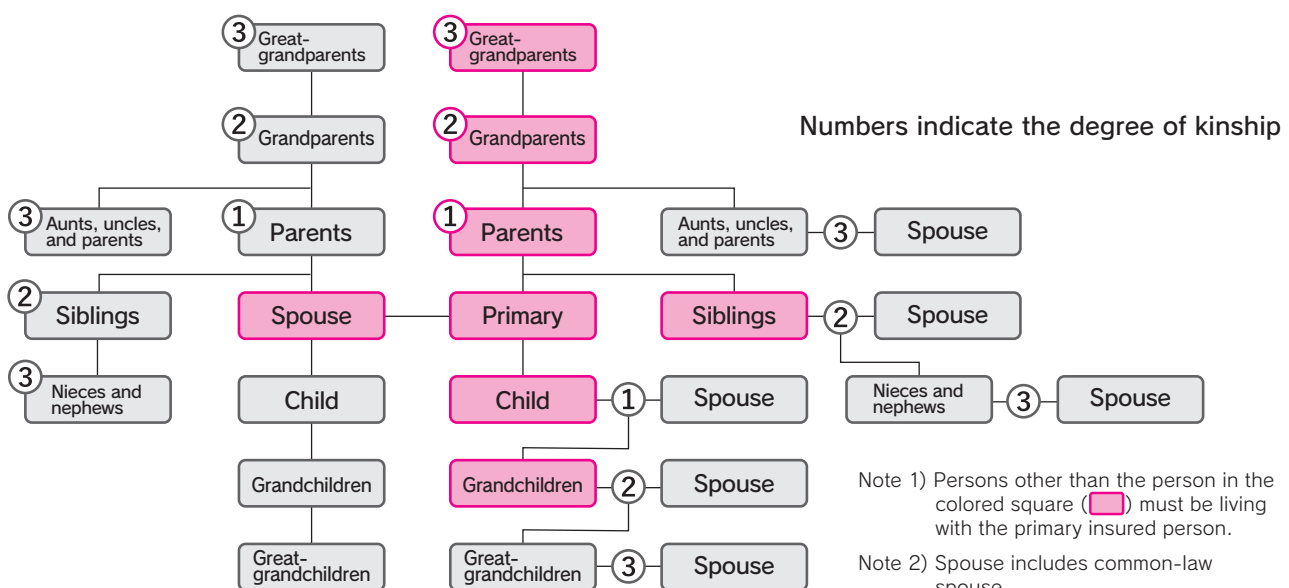 3 Great-
grandparents
3 Great-
grandparents
2 Grandparents
2 Grandparents
Numbers indicate the degree of kinship
3 Aunts, uncles,
and parents
1 Parents
1 Parents
Aunts, uncles,
and parents
3
Spouse
2 Siblings
Spouse
Primary
Siblings
2
Spouse
3 Nieces and
nephews
Child
Child
1
Spouse
Nieces and
nephews
3
Spouse
Grandchildren
Grandchildren
2
Spouse
Great-
grandchildren
Great-
grandchildren
3
Spouse
Note 1) Persons other than the person in the
colored square ( ) must be living
with the primary insured person.
Note 2) Spouse includes common-law
spouse